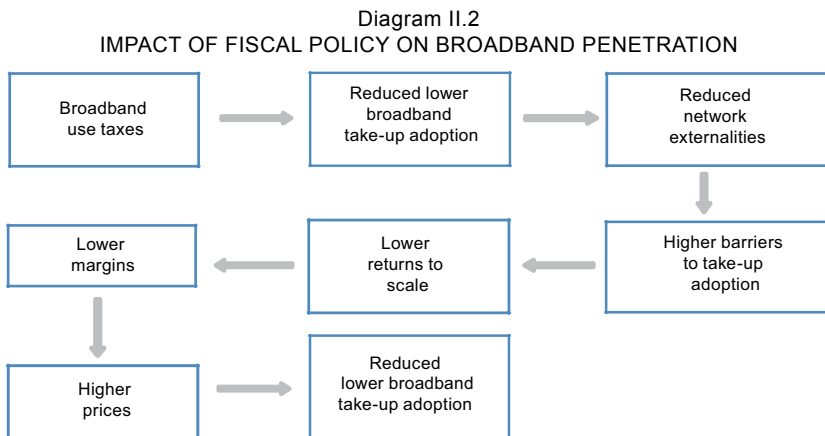 Diagram II.2
IMPACT OF FISCAL POLICY ON BROADBAND PENETRATION
Broadband
use taxes
Reduced lower
broadband
take-up adoption
Reduced
network
externalities
Higher barriers
to take-up
adoption
Lower
returns to
scale
Lower
margins
Higher
prices
Reduced
lower broadband
take-up adoption